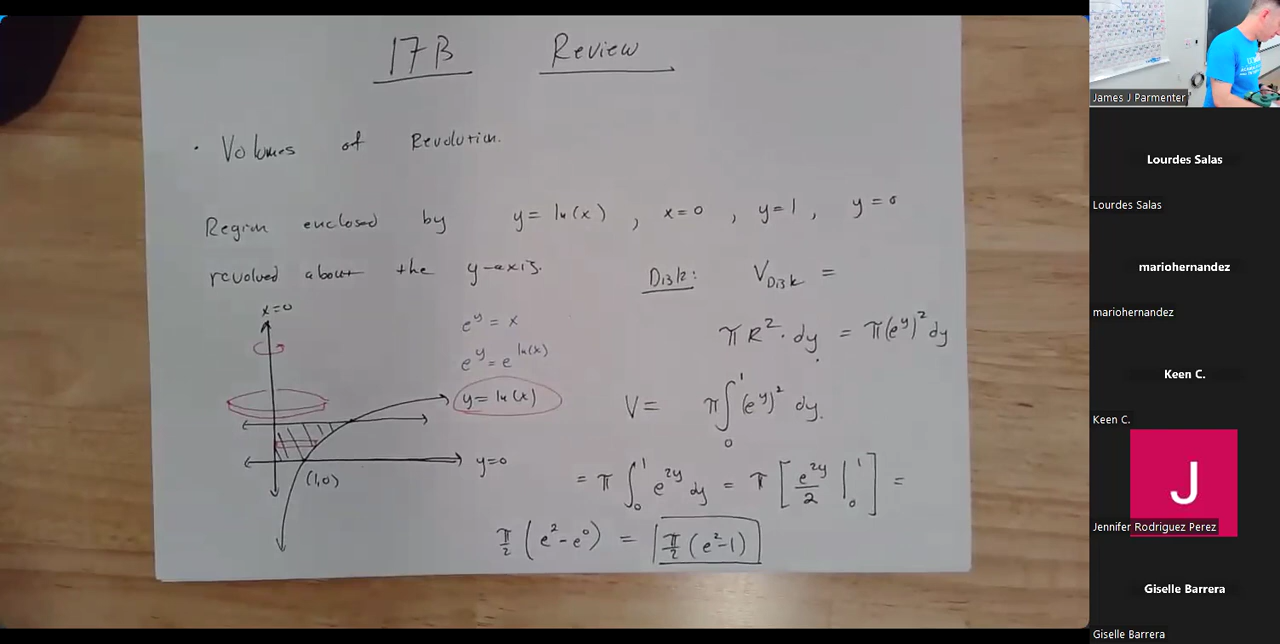 17B Review
· Volumes of Revolution.
Region enclosed by y = ln(x) , x=0 , y=1 , y=0
revolved about the y-axis.
Disk: V_Disk =
πR²· dy = π(e^y)² dy
x=0
e^y = x
e^y = e^ln(x)
y = ln(x)
V = π∫₀¹ (e^y)² dy.
y=0
(1,0)
= π ∫₀¹ e^2y dy = π [ e^2y/2 |₀¹ ] =
π/2 (e²-e⁰) = π/2 (e²-1)
James J Parmenter
Lourdes Salas
Lourdes Salas
mariohernandez
mariohernandez
Keen C.
Keen C.
J
Jennifer Rodriguez Perez
Giselle Barrera
Giselle Barrera